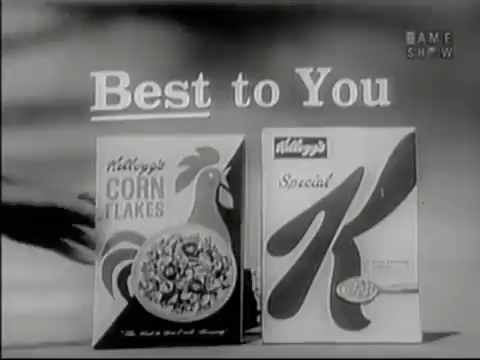 GAME
SHOW
Best to You
Kellogg's
CORN
FLAKES
Kellogg's
Special
K